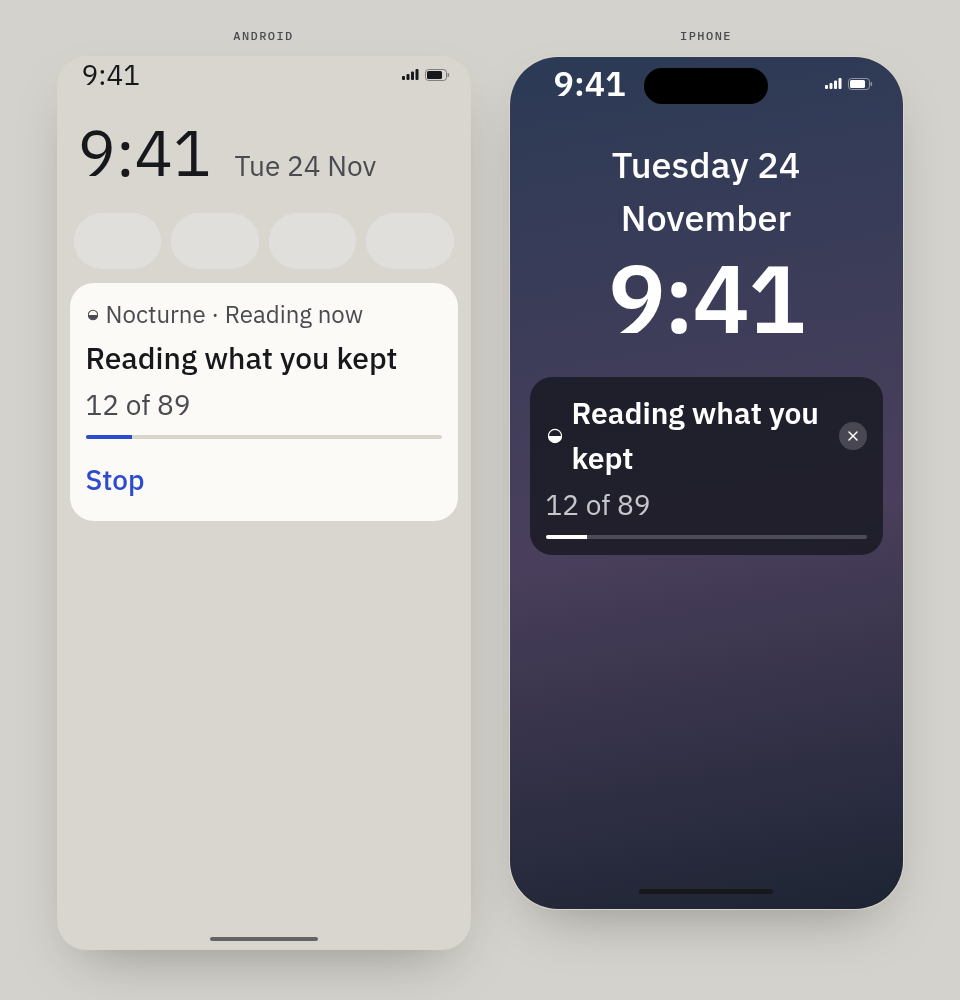 ANDROID
9:41
9:41 Tue 24 Nov
Nocturne · Reading now
Reading what you kept
12 of 89
Stop
IPHONE
9:41
Tuesday 24
November
9:41
Reading what you
kept
12 of 89